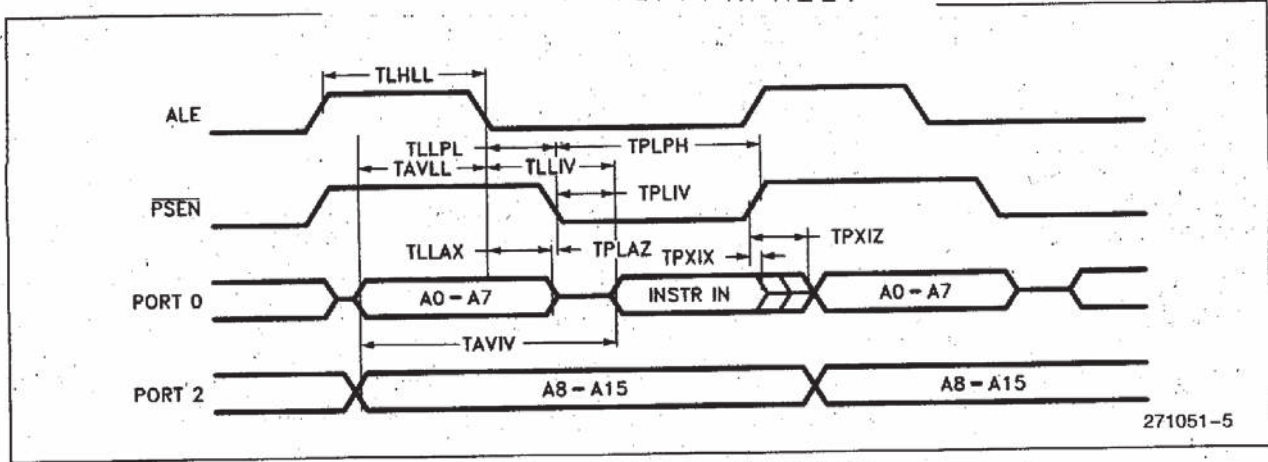 TLHLL
ALE
TLLPL TPLPH
TAVLL TLLIV
PSEN TPLIV
TLLAX TPLAZ TPXIX TPXIZ
PORT 0 A0-A7 INSTR IN A0-A7
TAVIV
PORT 2 A8-A15 A8-A15
271051-5